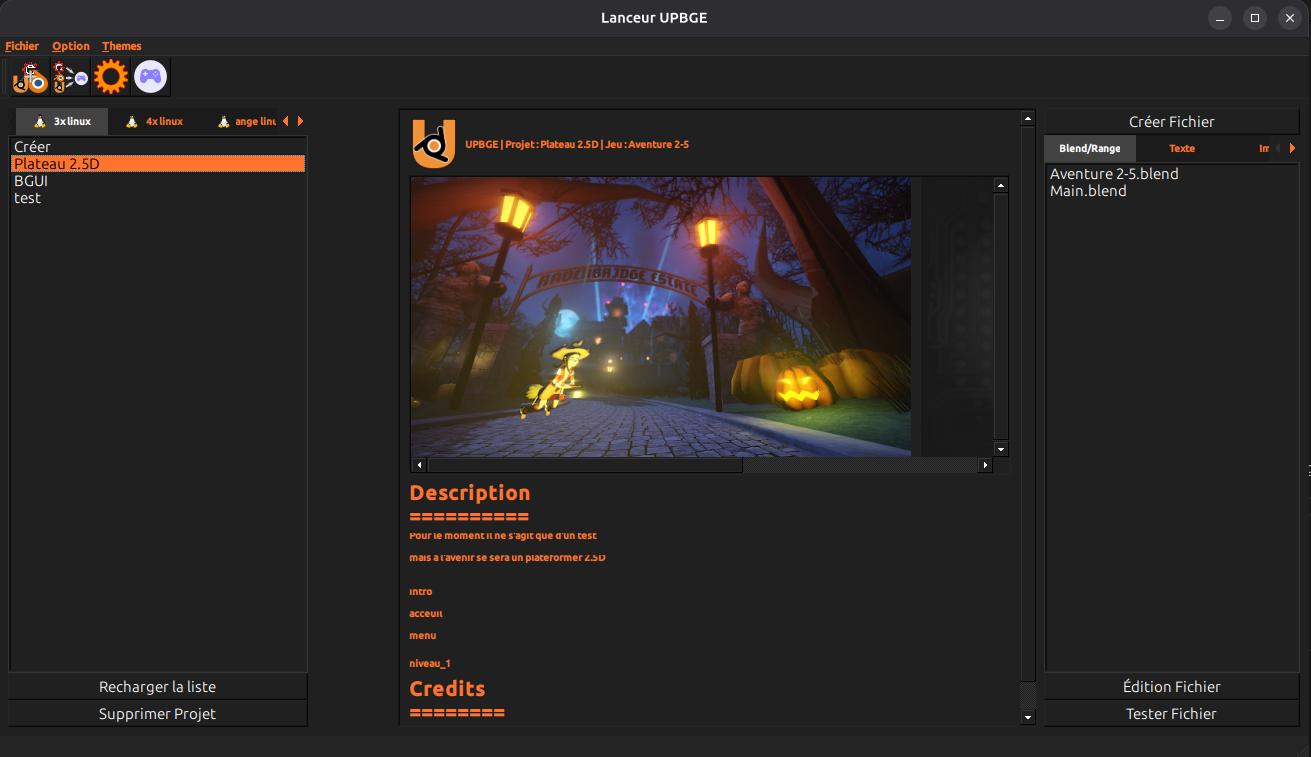 Lanceur UPBGE
Fichier Option Themes
3x linux 4x linux ange linu
Créer
Plateau 2.5D
BGUI
test
Recharger la liste
Supprimer Projet
UPBGE | Projet : Plateau 2.5D | Jeu : Aventure 2-5
ESTATE
Description
==========
Pour le moment il ne s'agit que d'un test
mais a l'avenir se sera un plateformer 2.5D
intro
acceuil
menu
niveau_1
Credits
========
Créer Fichier
Blend/Range Texte Im
Aventure 2-5.blend
Main.blend
Édition Fichier
Tester Fichier